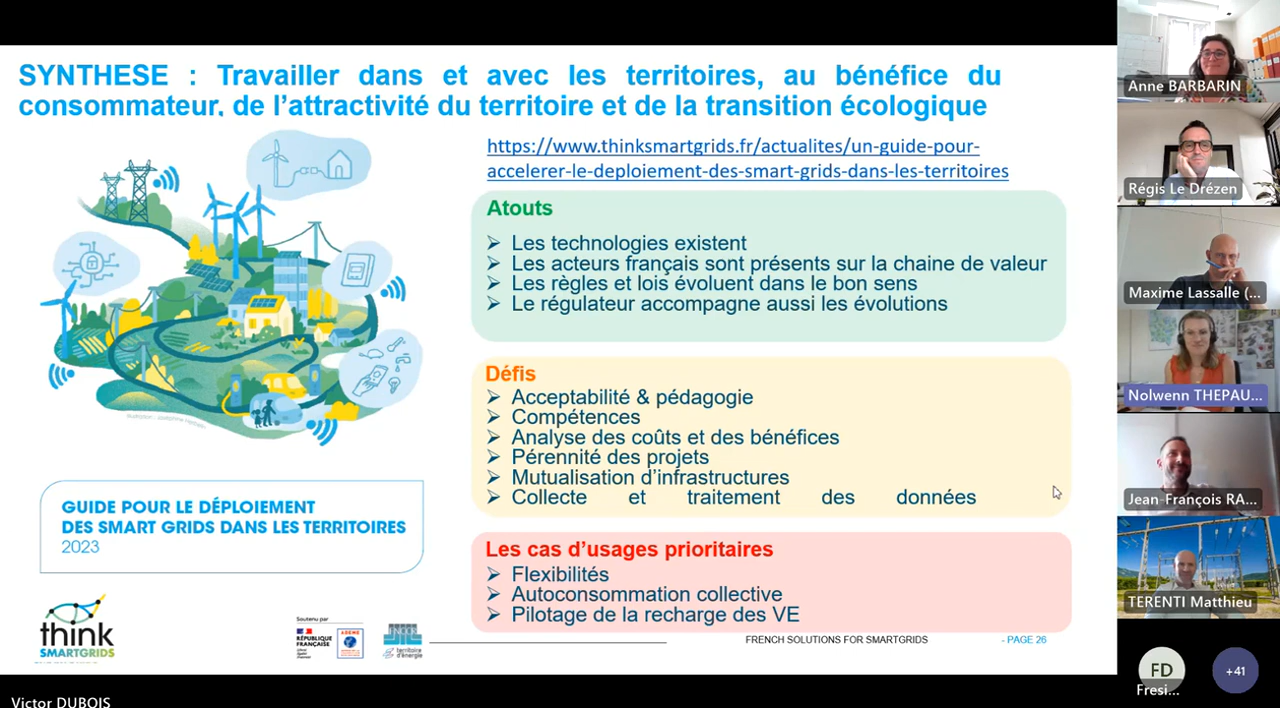 SYNTHESE : Travailler dans et avec les territoires, au bénéfice du
consommateur, de l'attractivité du territoire et de la transition écologique
https://www.thinksmartgrids.fr/actualites/un-guide-pour-
accelerer-le-deploiement-des-smart-grids-dans-les-territoires
Atouts
➢ Les technologies existent
➢ Les acteurs français sont présents sur la chaine de valeur
➢ Les règles et lois évoluent dans le bon sens
➢ Le régulateur accompagne aussi les évolutions
Défis
➢ Acceptabilité & pédagogie
➢ Compétences
➢ Analyse des coûts et des bénéfices
➢ Pérennité des projets
➢ Mutualisation d'infrastructures
➢ Collecte et traitement des données
Les cas d'usages prioritaires
➢ Flexibilités
➢ Autoconsommation collective
➢ Pilotage de la recharge des VE
GUIDE POUR LE DÉPLOIEMENT
DES SMART GRIDS DANS LES TERRITOIRES
2023
think
SMARTGRIDS
Soutenu par
RÉPUBLIQUE
FRANÇAISE
ADEME
territoire
d'énergie
FRENCH SOLUTIONS FOR SMARTGRIDS
- PAGE 26
Anne BARBARIN
Régis Le Drézen
Maxime Lassalle (...
Nolwenn THEPAU...
Jean-François RA...
TERENTI Matthieu
FD
Fresi...
+41
Victor DUBOIS